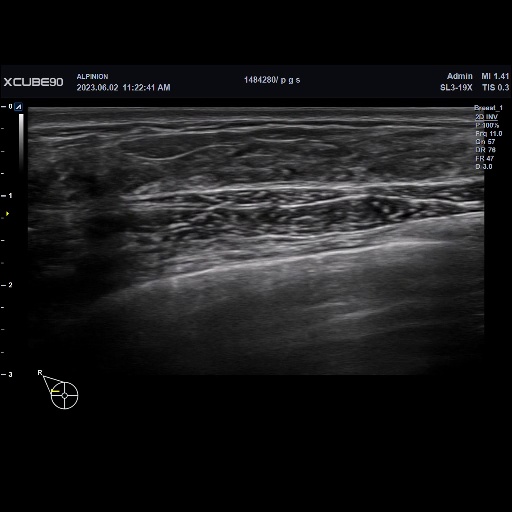 XCUBE90
ALPINION
2023.06.02 11:22:41 AM
1484280/ p g s
Admin MI 1.41
SL3-19X TIS 0.3
Breast_1
2D INV
P 100%
Frq 11.0
Gn 57
DR 76
FR 47
D 3.0
0
1
2
3
R